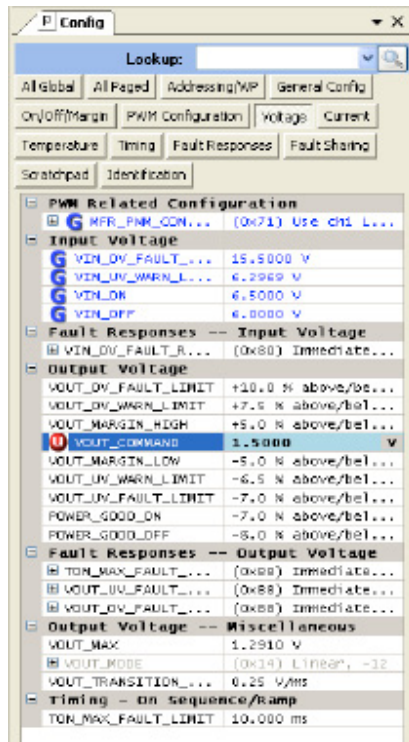 P Config
Lookup:
All Global All Paged Addressing/WP General Config
On/Off/Margin PWM Configuration Voltage Current
Temperature Timing Fault Responses Fault Sharing
Scratchpad Identification
PWM Related Configuration
G MFR_PWM_CON... (0x71) Use ch1 L...
Input Voltage
G VIN_OV_FAULT_... 15.5000 V
G VIN_UV_WARN_L... 6.2969 V
G VIN_ON 6.5000 V
G VIN_OFF 6.0000 V
Fault Responses -- Input Voltage
VIN_OV_FAULT_R... (0x80) Immediate...
Output Voltage
VOUT_OV_FAULT_LIMIT +10.0 % above/be...
VOUT_OV_WARN_LIMIT +7.5 % above/bel...
VOUT_MARGIN_HIGH +5.0 % above/bel...
U VOUT_COMMAND 1.5000 V
VOUT_MARGIN_LOW -5.0 % above/bel...
VOUT_UV_WARN_LIMIT -6.5 % above/bel...
VOUT_UV_FAULT_LIMIT -7.0 % above/bel...
POWER_GOOD_ON -7.0 % above/bel...
POWER_GOOD_OFF -8.0 % above/bel...
Fault Responses -- Output Voltage
TON_MAX_FAULT_... (0xB8) Immediate...
VOUT_UV_FAULT_... (0xB8) Immediate...
VOUT_OV_FAULT_... (0xB8) Immediate...
Output Voltage -- Miscellaneous
VOUT_MAX 1.2910 V
VOUT_MODE (0x14) Linear, -12
VOUT_TRANSITION_... 0.25 V/ms
Timing - On Sequence/Ramp
TON_MAX_FAULT_LIMIT 10.000 ms